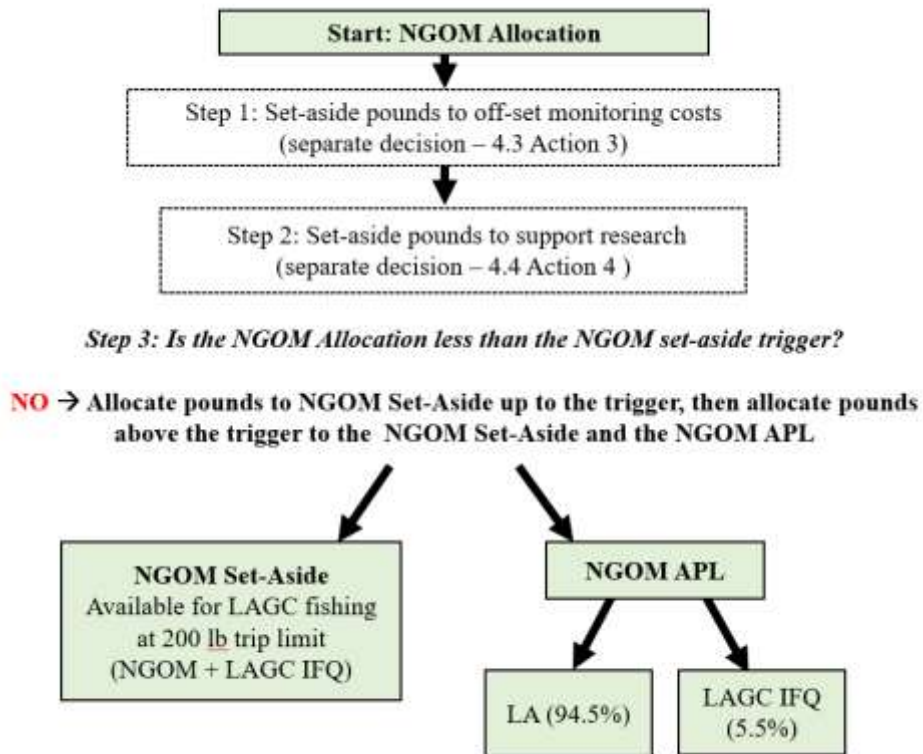 Start: NGOM Allocation
Step 1: Set-aside pounds to off-set monitoring costs
(separate decision – 4.3 Action 3)
Step 2: Set-aside pounds to support research
(separate decision – 4.4 Action 4 )
Step 3: Is the NGOM Allocation less than the NGOM set-aside trigger?
NO → Allocate pounds to NGOM Set-Aside up to the trigger, then allocate pounds
above the trigger to the NGOM Set-Aside and the NGOM APL
NGOM Set-Aside
Available for LAGC fishing
at 200 lb trip limit
(NGOM + LAGC IFQ)
NGOM APL
LA (94.5%)
LAGC IFQ
(5.5%)